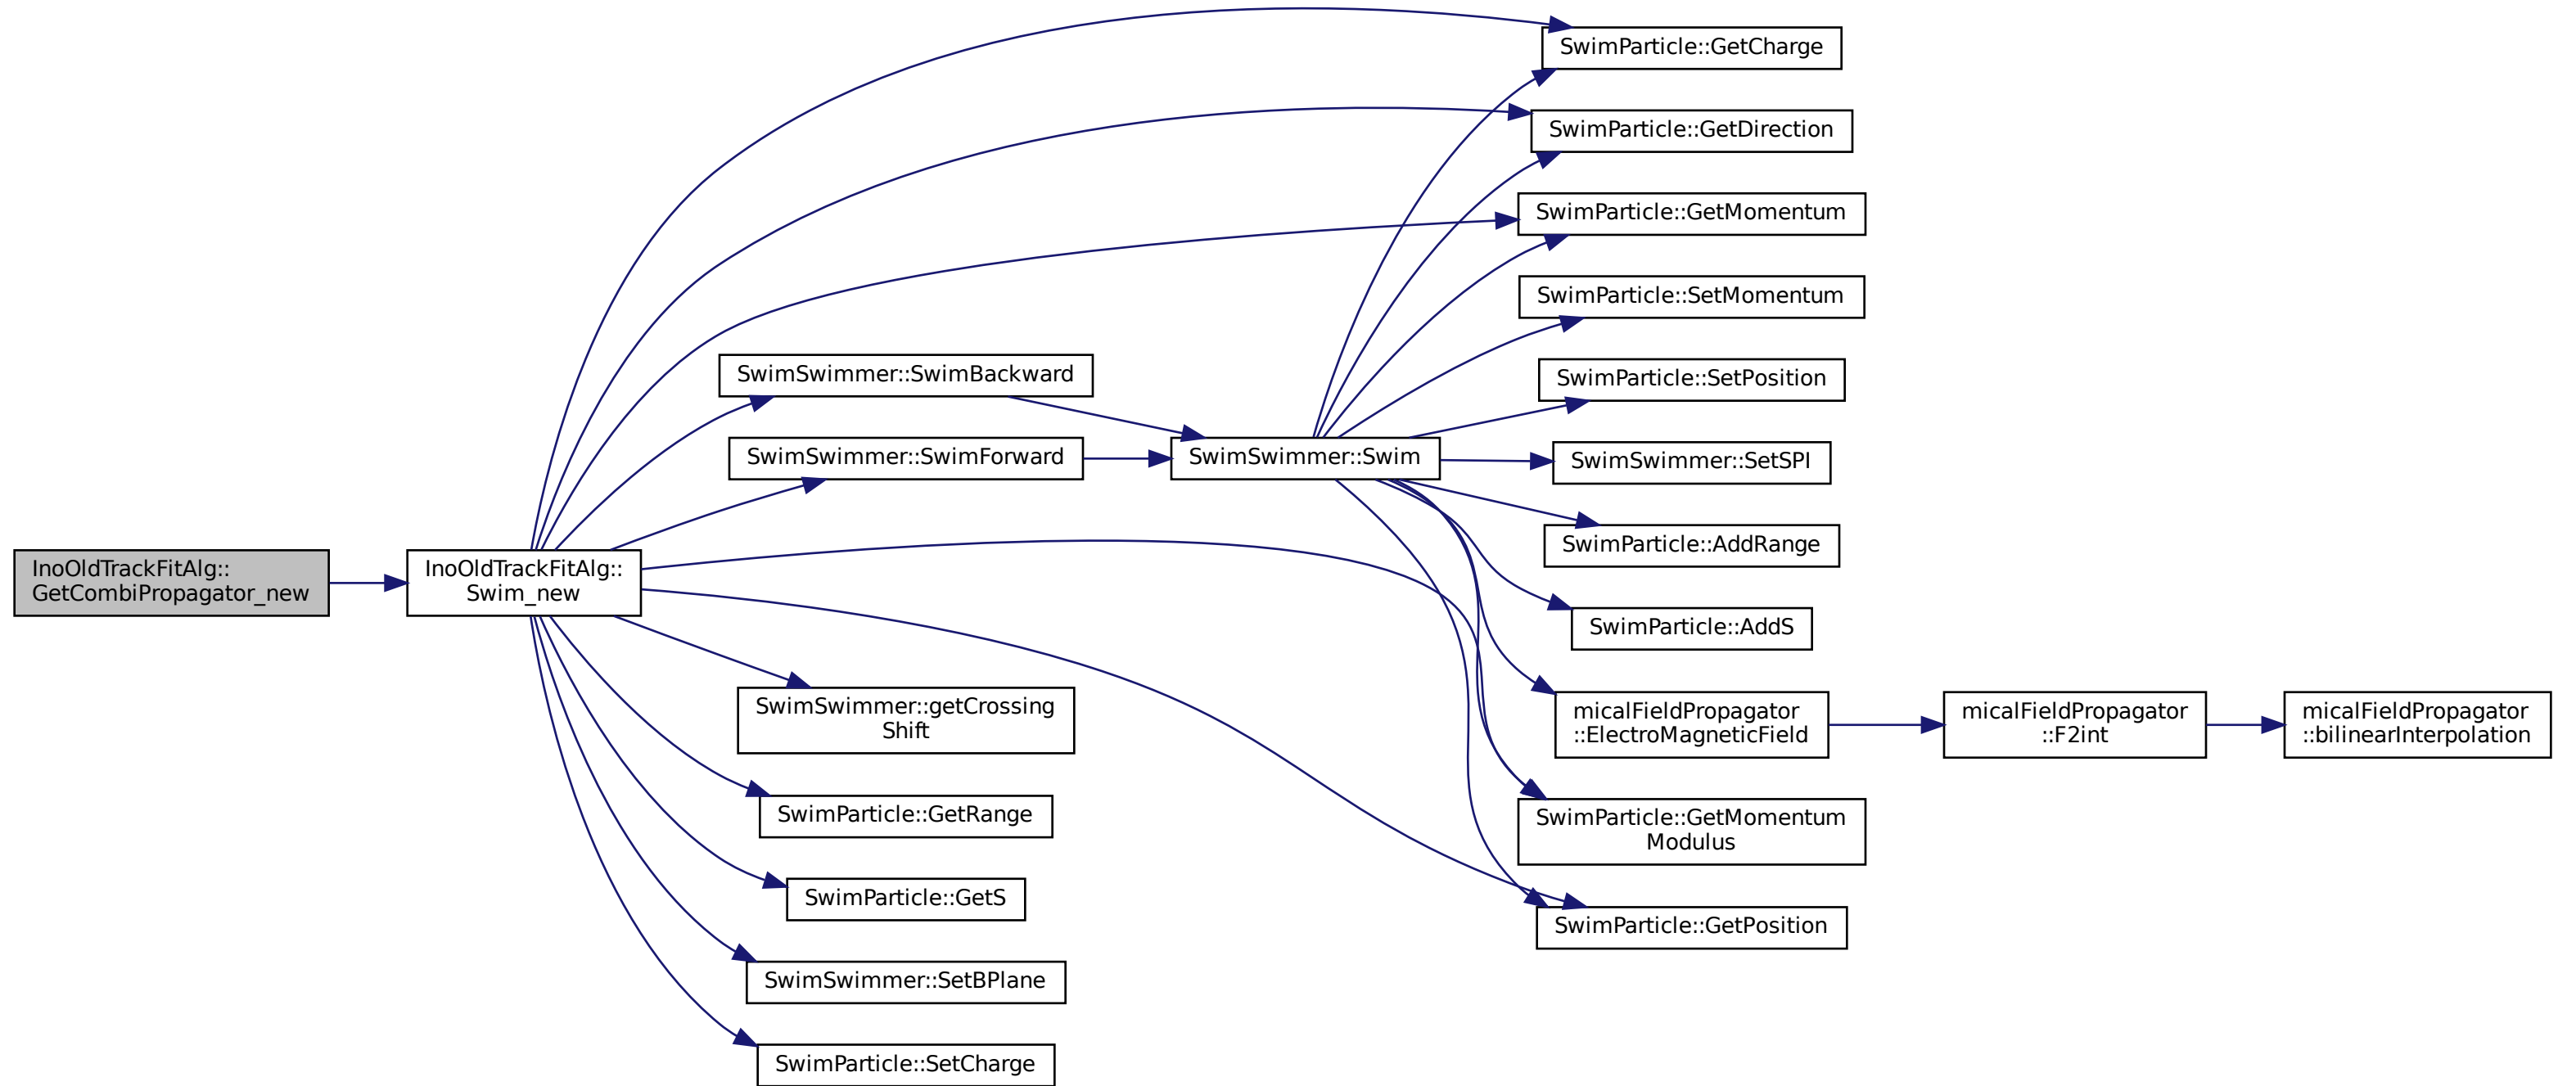 InoOldTrackFitAlg::
GetCombiPropagator_new
InoOldTrackFitAlg::
Swim_new
SwimSwimmer::SwimBackward
SwimSwimmer::SwimForward
SwimSwimmer::getCrossing
Shift
SwimParticle::GetRange
SwimParticle::GetS
SwimSwimmer::SetBPlane
SwimParticle::SetCharge
SwimSwimmer::Swim
SwimParticle::GetCharge
SwimParticle::GetDirection
SwimParticle::GetMomentum
SwimParticle::SetMomentum
SwimParticle::SetPosition
SwimSwimmer::SetSPI
SwimParticle::AddRange
SwimParticle::AddS
micalFieldPropagator
::ElectroMagneticField
SwimParticle::GetMomentum
Modulus
SwimParticle::GetPosition
micalFieldPropagator
::F2int
micalFieldPropagator
::bilinearInterpolation